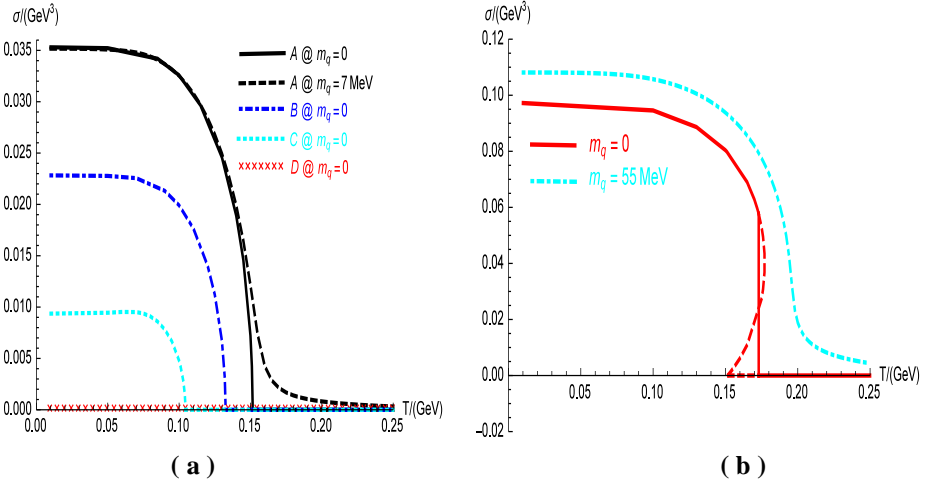 σ/(GeV³)
0.035
0.030
0.025
0.020
0.015
0.010
0.005
0.000
0.00
0.05
0.10
0.15
0.20
0.25
T/(GeV)
A @ m_q = 0
A @ m_q = 7 MeV
B @ m_q = 0
C @ m_q = 0
D @ m_q = 0
( a )
σ/(GeV³)
0.12
0.10
0.08
0.06
0.04
0.02
0.00
−0.02
0.05
0.10
0.15
0.20
0.25
T/(GeV)
m_q = 0
m_q = 55 MeV
( b )